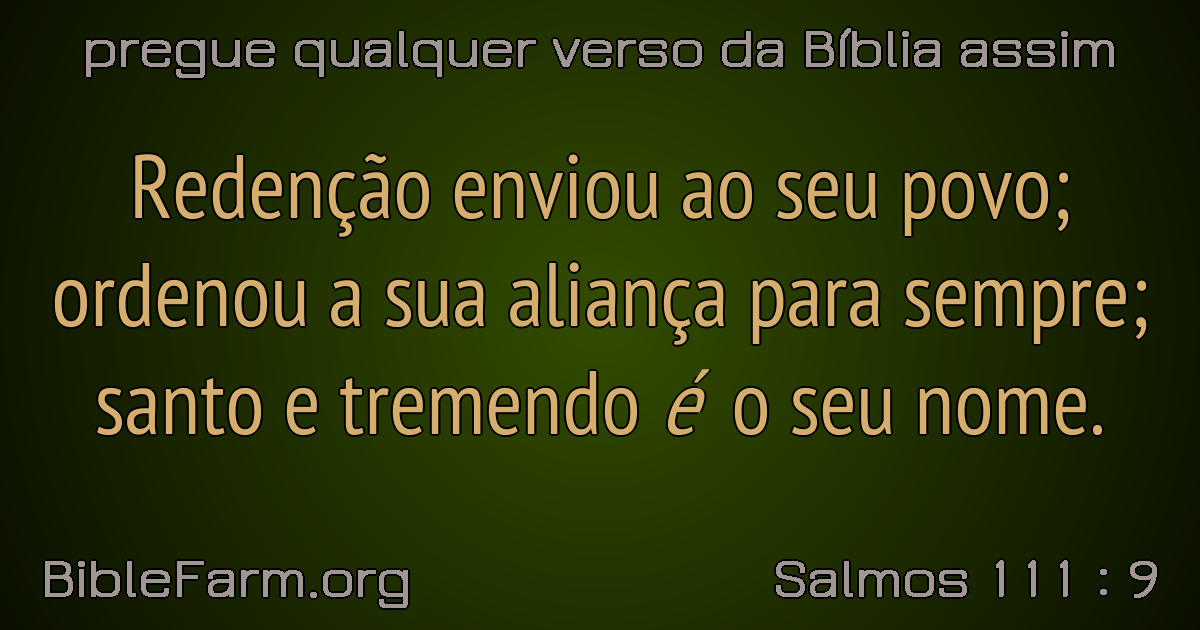 pregue qualquer verso da Bíblia assim
Redenção enviou ao seu povo;
ordenou a sua aliança para sempre;
santo e tremendo é o seu nome.
BibleFarm.org
Salmos 111 : 9